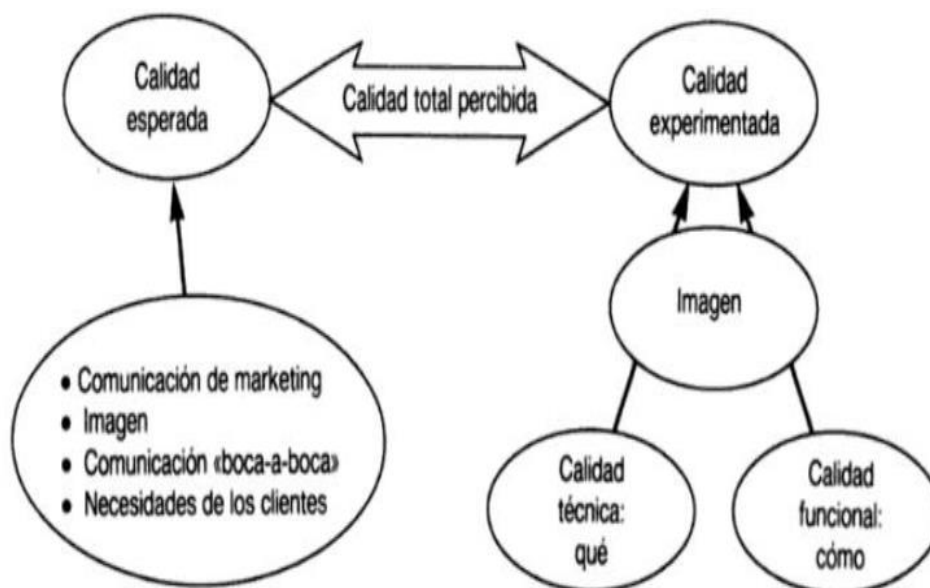 Calidad
esperada
Calidad total percibida
Calidad
experimentada
Imagen
• Comunicación de marketing
• Imagen
• Comunicación «boca-a-boca»
• Necesidades de los clientes
Calidad
técnica:
qué
Calidad
funcional:
cómo